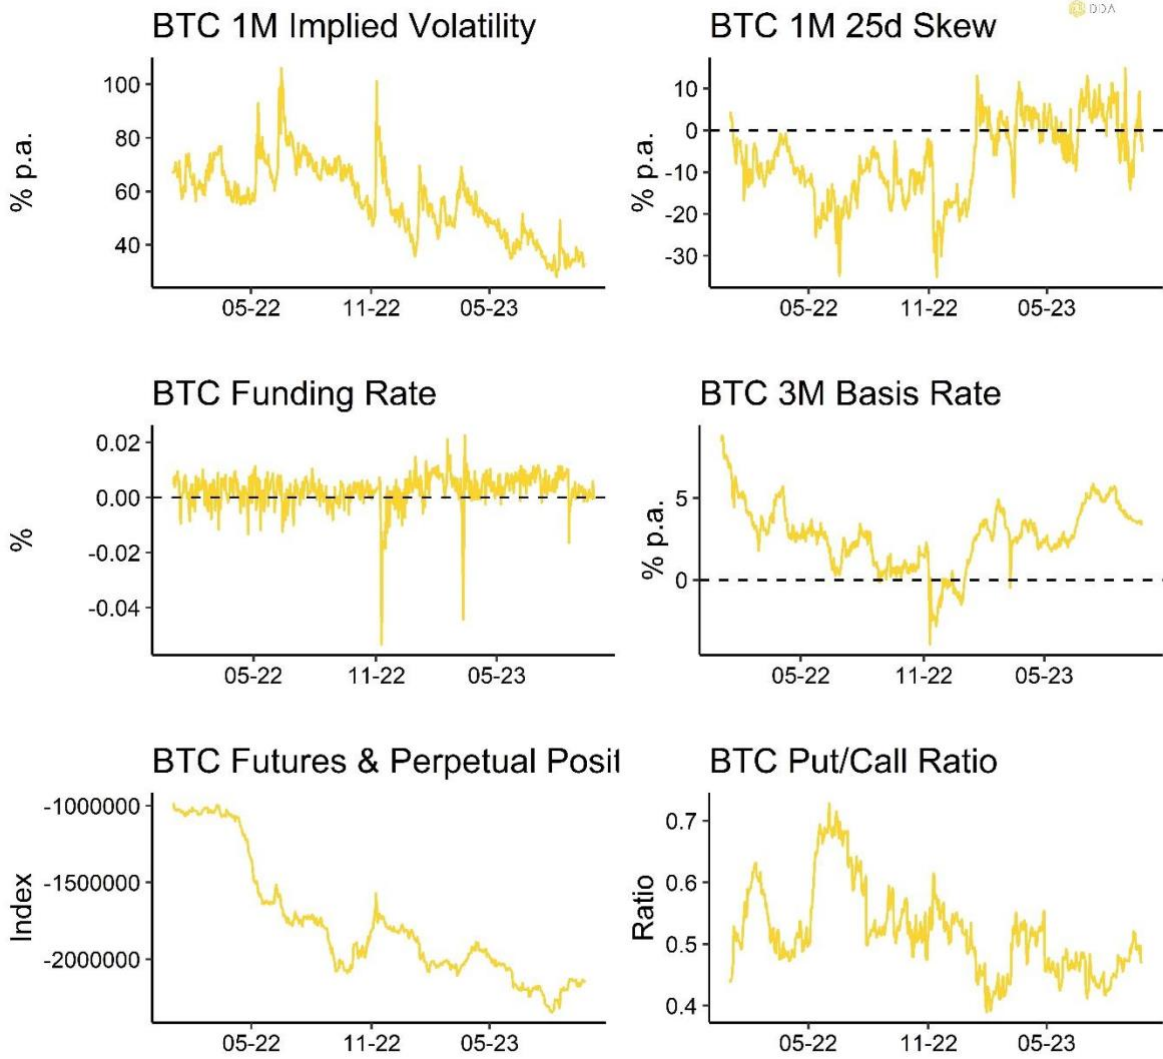 DDA
BTC 1M Implied Volatility
100
80
60
40
% p.a.
05-22 11-22 05-23
BTC 1M 25d Skew
10
0
-10
-20
-30
% p.a.
05-22 11-22 05-23
BTC Funding Rate
0.02
0.00
-0.02
-0.04
%
05-22 11-22 05-23
BTC 3M Basis Rate
5
0
% p.a.
05-22 11-22 05-23
BTC Futures & Perpetual Posit
-1000000
-1500000
-2000000
Index
05-22 11-22 05-23
BTC Put/Call Ratio
0.7
0.6
0.5
0.4
Ratio
05-22 11-22 05-23